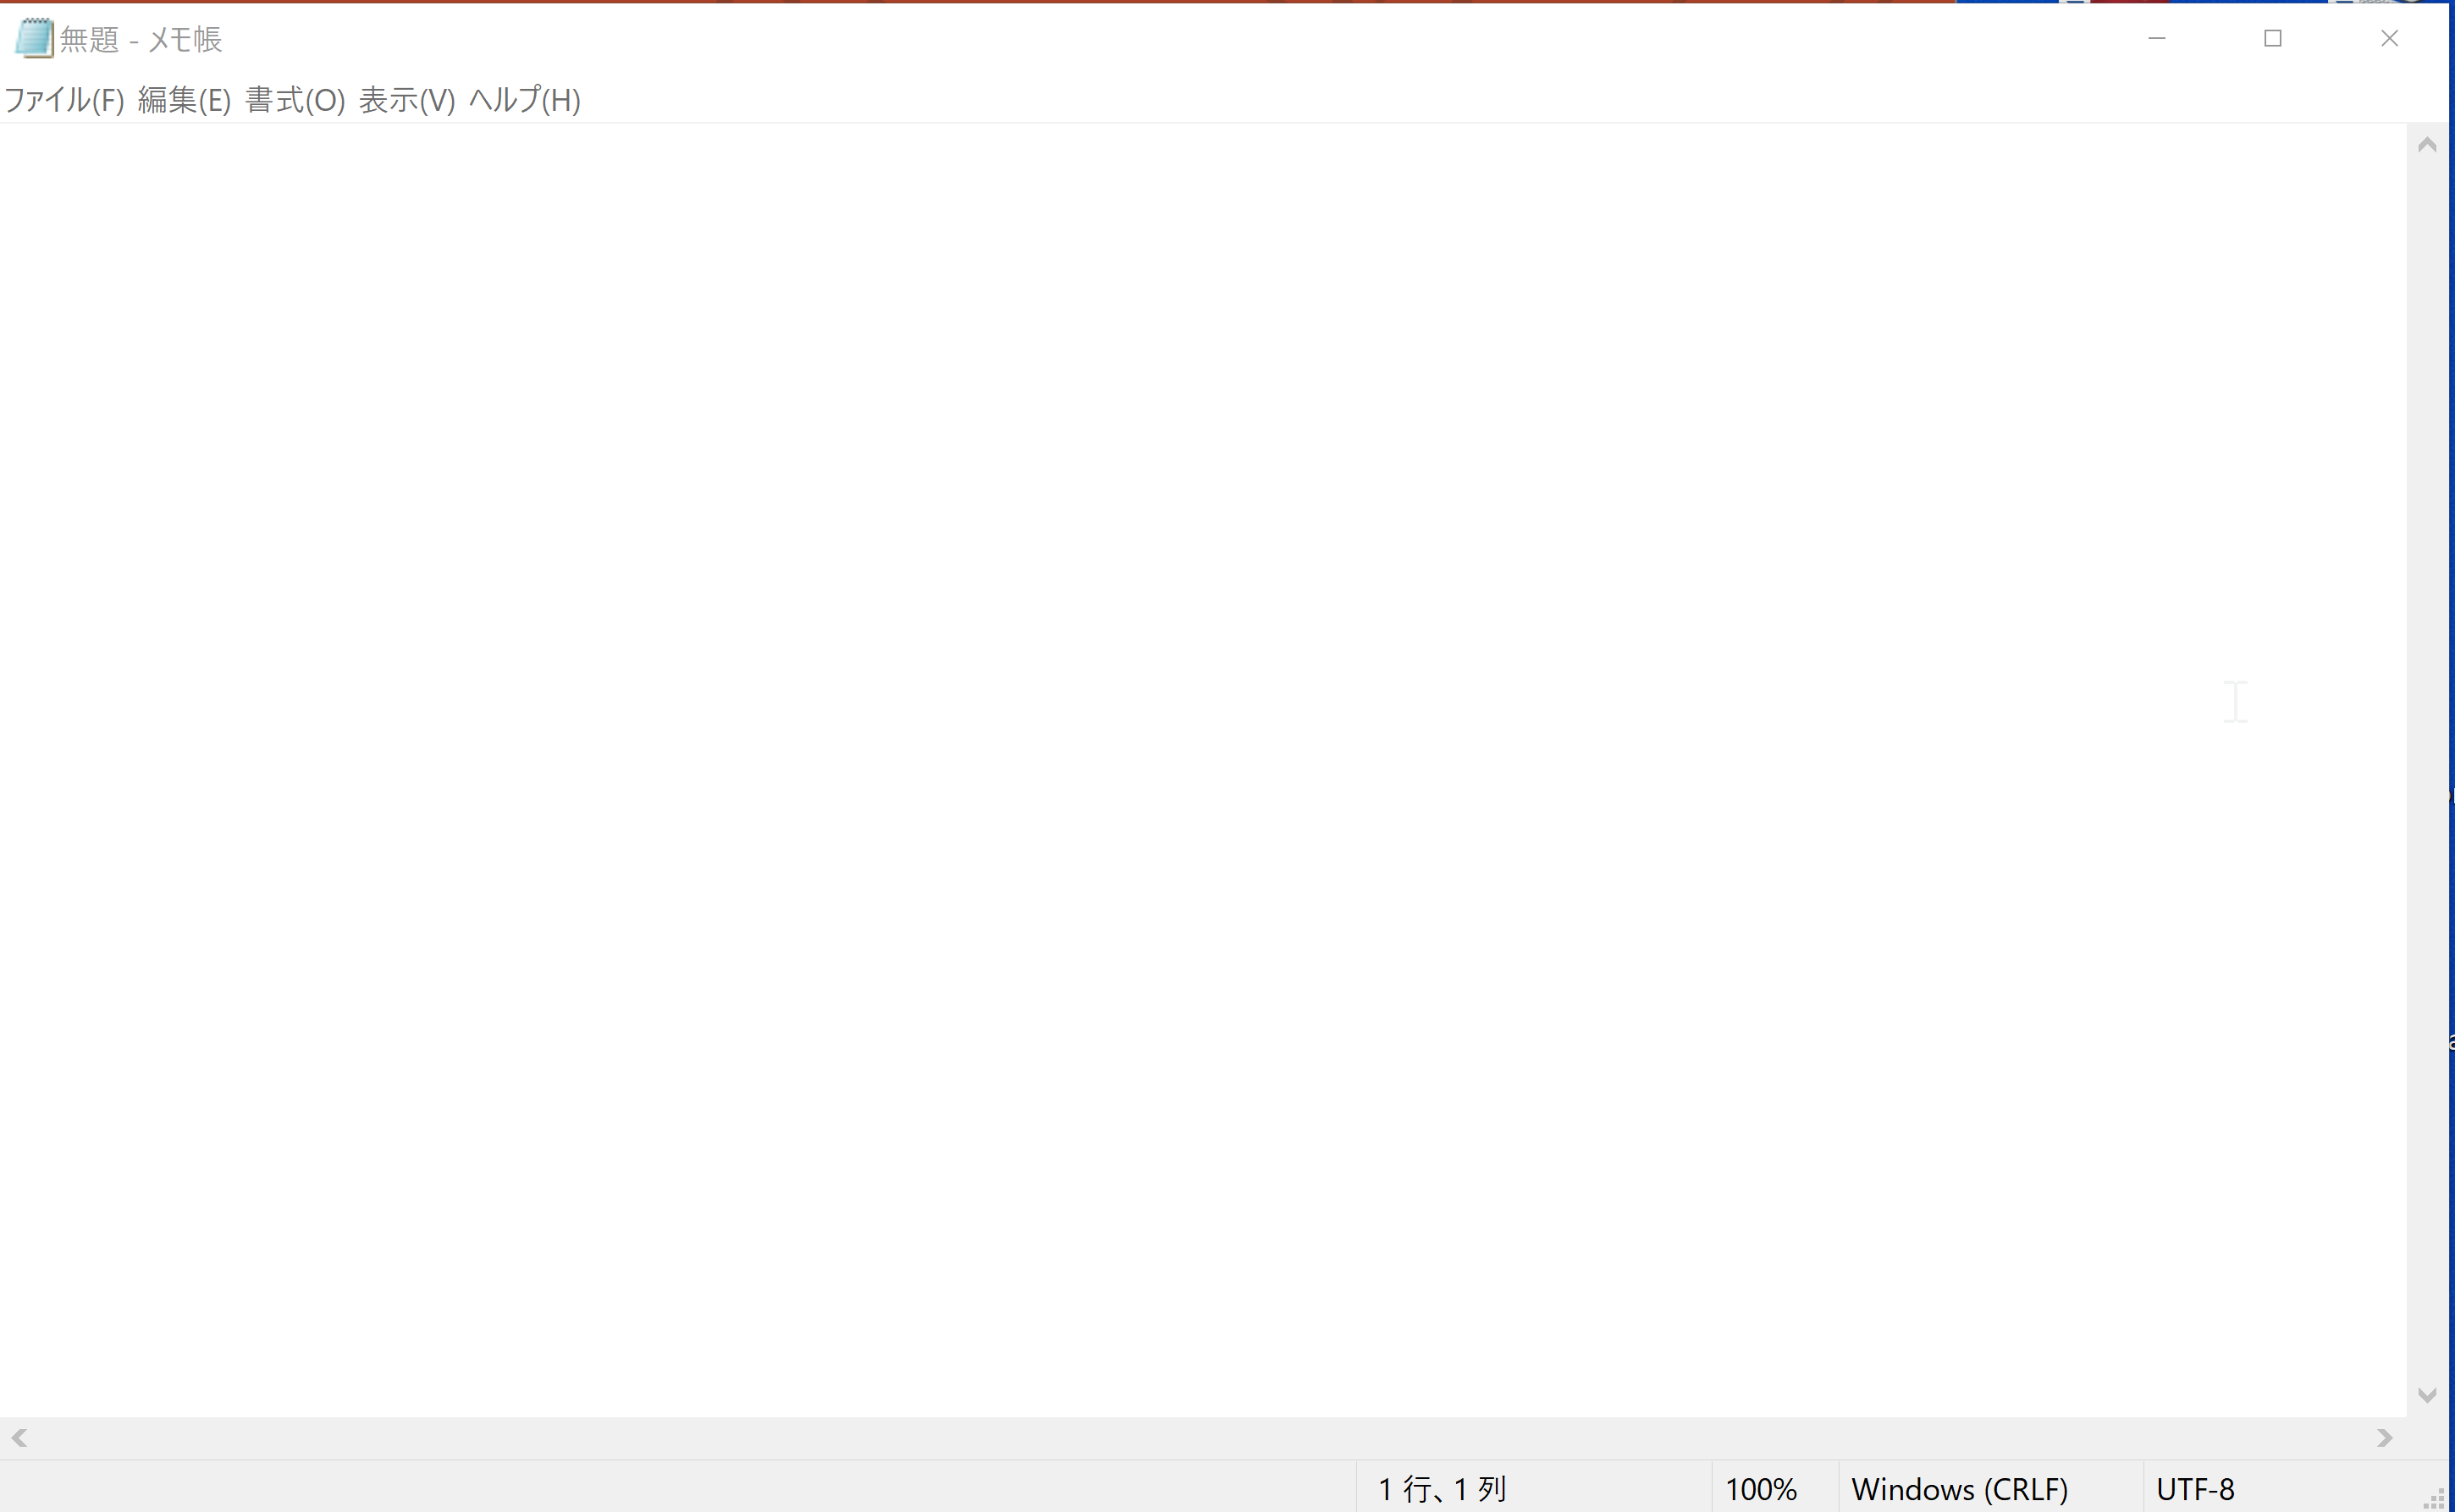 無題 - メモ帳
ファイル(F) 編集(E) 書式(O) 表示(V) ヘルプ(H)
1 行、1 列 100% Windows (CRLF) UTF-8